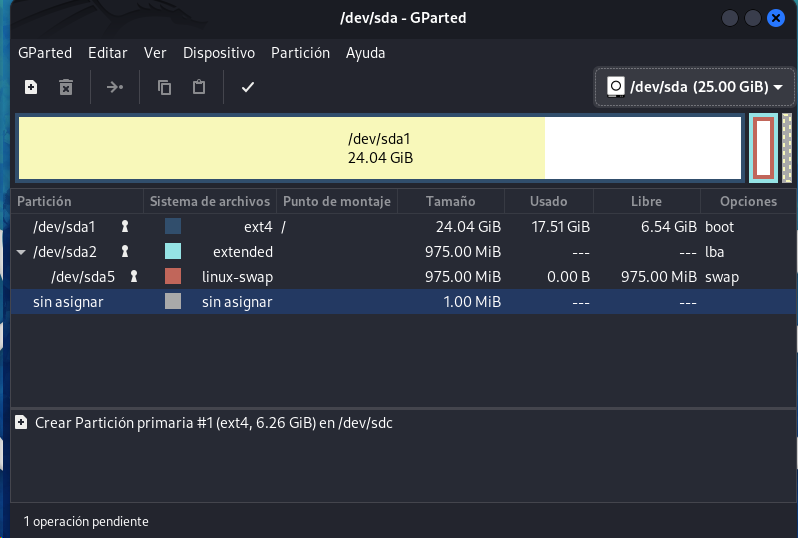 /dev/sda - GParted
GParted Editar Ver Dispositivo Partición Ayuda
/dev/sda (25.00 GiB)
/dev/sda1
24.04 GiB
Partición Sistema de archivos Punto de montaje Tamaño Usado Libre Opciones
/dev/sda1 ext4 / 24.04 GiB 17.51 GiB 6.54 GiB boot
/dev/sda2 extended 975.00 MiB --- --- lba
/dev/sda5 linux-swap 975.00 MiB 0.00 B 975.00 MiB swap
sin asignar sin asignar 1.00 MiB --- ---
Crear Partición primaria #1 (ext4, 6.26 GiB) en /dev/sdc
1 operación pendiente